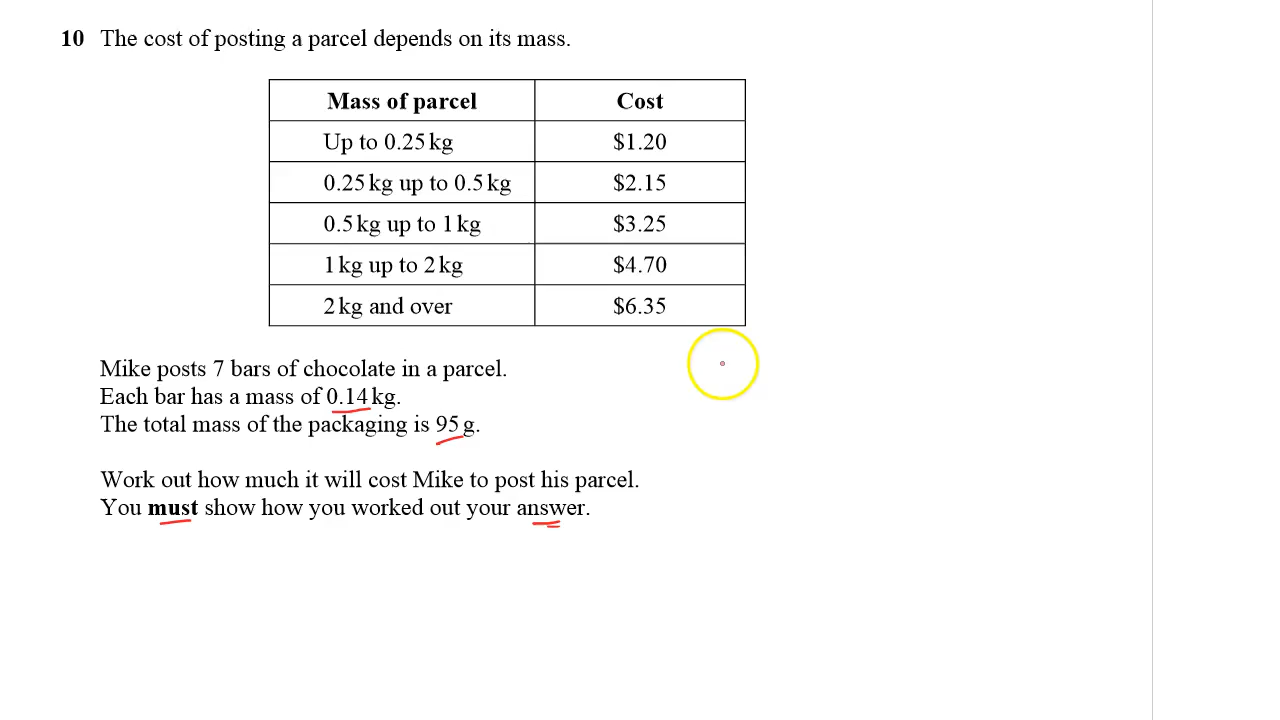 10 The cost of posting a parcel depends on its mass.
Mass of parcel Cost
Up to 0.25 kg $1.20
0.25 kg up to 0.5 kg $2.15
0.5 kg up to 1 kg $3.25
1 kg up to 2 kg $4.70
2 kg and over $6.35
Mike posts 7 bars of chocolate in a parcel.
Each bar has a mass of 0.14 kg.
The total mass of the packaging is 95 g.
Work out how much it will cost Mike to post his parcel.
You must show how you worked out your answer.